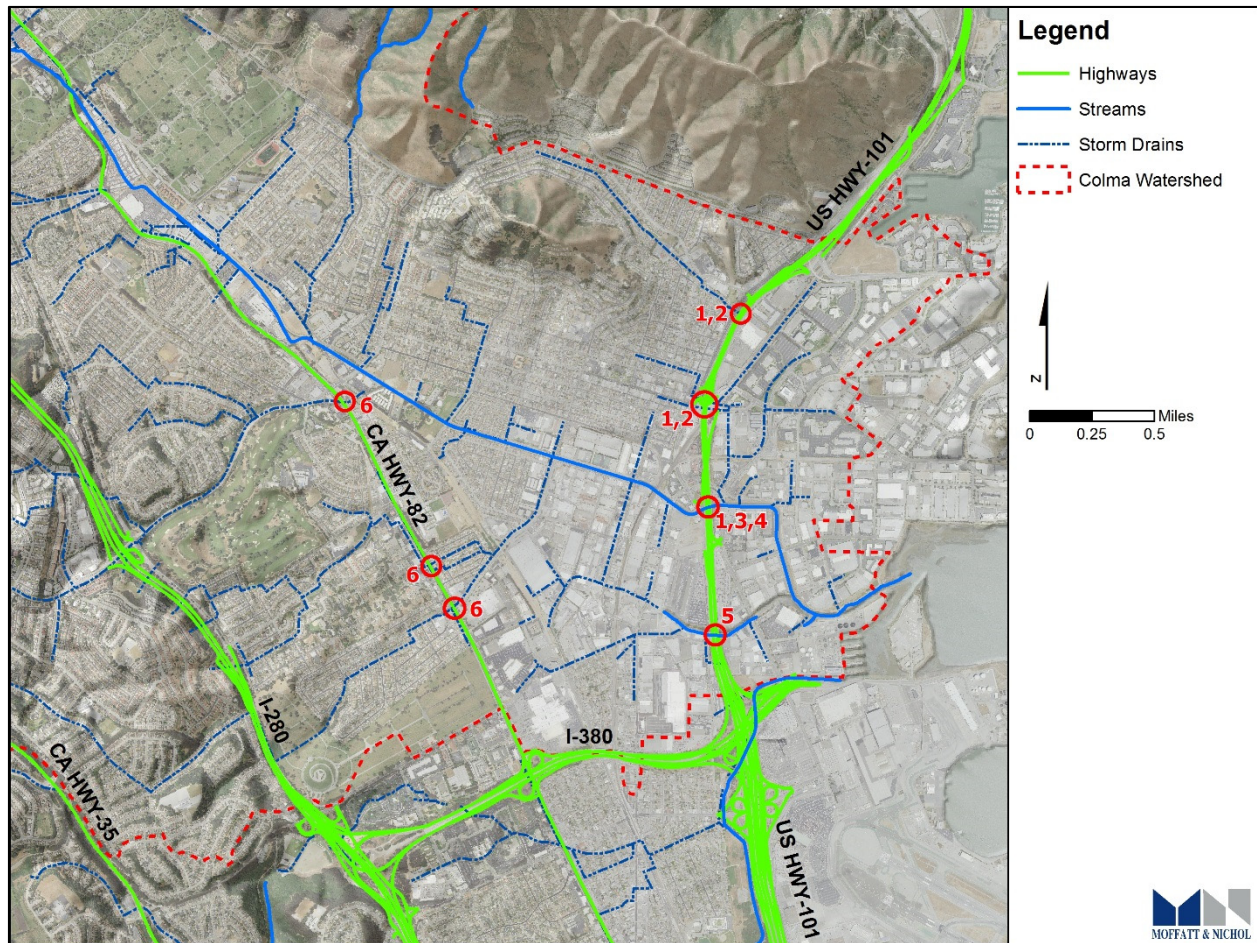 Legend
Highways
Streams
Storm Drains
Colma Watershed
N
Miles
0 0.25 0.5
US HWY-101
1,2
1,2
6
CA HWY-82
1,3,4
6
6
5
I-280
I-380
CA HWY-35
US HWY-101
MOFFATT & NICHOL